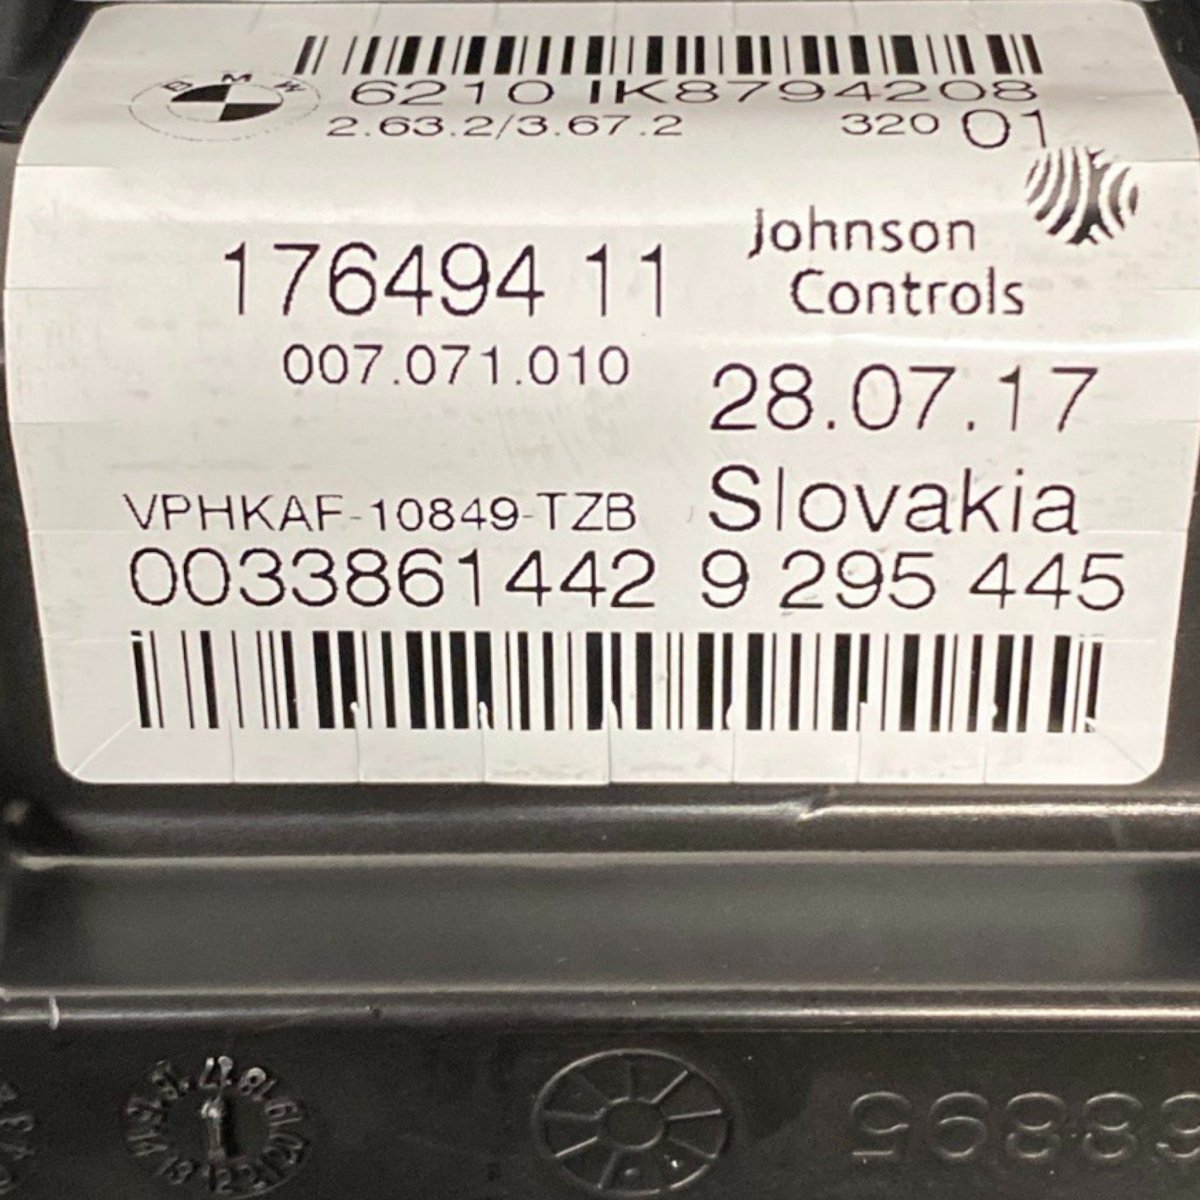 BMW
6210 IK8794208
2.63.2/3.67.2 320 01
Johnson
Controls
176494 11
007.071.010
28.07.17
VPHKAF-10849-TZB
Slovakia
0033861442 9 295 445